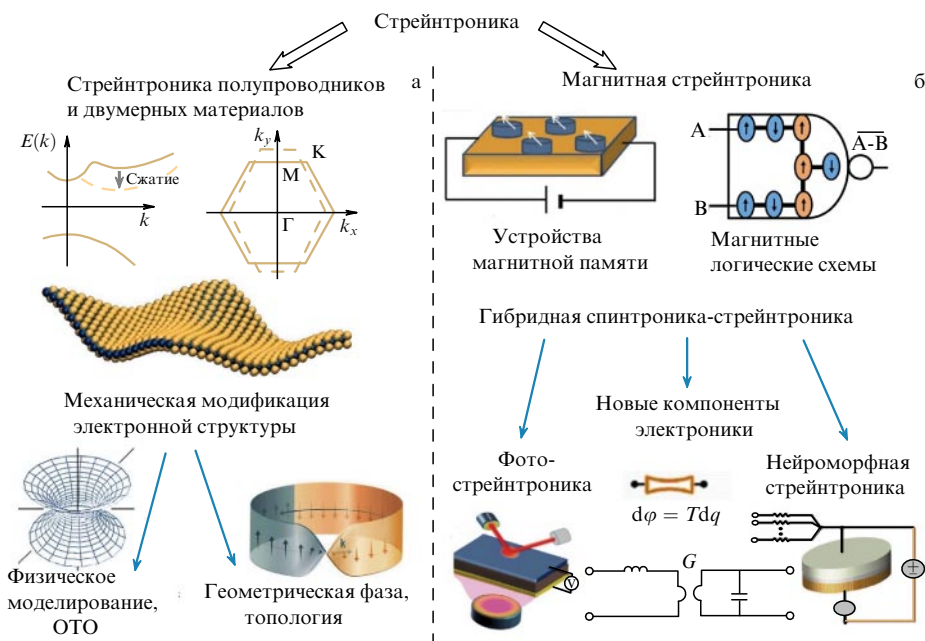 Стрейнтроника
Стрейнтроника полупроводников
и двумерных материалов
а
E(k)
Сжатие
k
k_y
K
M
Γ
k_x
Механическая модификация
электронной структуры
Физическое
моделирование,
ОТО
k
Геометрическая фаза,
топология
Магнитная стрейнтроника
б
A
B
A-B
Устройства
магнитной памяти
Магнитные
логические схемы
Гибридная спинтроника-стрейнтроника
Новые компоненты
электроники
Фото-
стрейнтроника
Нейроморфная
стрейнтроника
dφ = Tdq
V
G